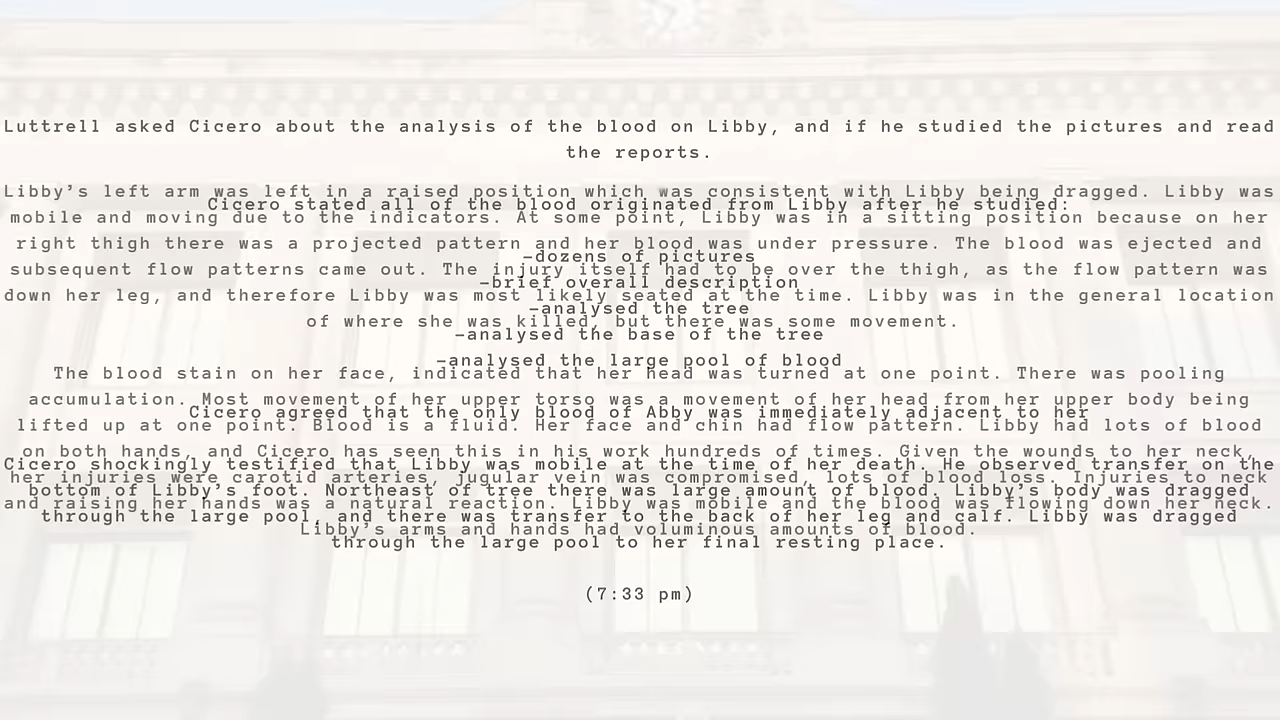 Luttrell asked Cicero about the analysis of the blood on Libby, and if he studied the pictures and read
the reports.
Cicero stated all of the blood originated from Libby after he studied:
-dozens of pictures
-brief overall description
-analysed the tree
-analysed the base of the tree
-analysed the large pool of blood
Cicero agreed that the only blood of Abby was immediately adjacent to her
Cicero shockingly testified that Libby was mobile at the time of her death. He observed transfer on the
bottom of Libby’s foot. Northeast of tree there was large amount of blood. Libby’s body was dragged
through the large pool, and there was transfer to the back of her leg and calf. Libby was dragged
through the large pool to her final resting place.
(7:33 pm)
Libby’s left arm was left in a raised position which was consistent with Libby being dragged. Libby was
mobile and moving due to the indicators. At some point, Libby was in a sitting position because on her
right thigh there was a projected pattern and her blood was under pressure. The blood was ejected and
subsequent flow patterns came out. The injury itself had to be over the thigh, as the flow pattern was
down her leg, and therefore Libby was most likely seated at the time. Libby was in the general location
of where she was killed, but there was some movement.
The blood stain on her face, indicated that her head was turned at one point. There was pooling
accumulation. Most movement of her upper torso was a movement of her head from her upper body being
lifted up at one point. Blood is a fluid. Her face and chin had flow pattern. Libby had lots of blood
on both hands, and Cicero has seen this in his work hundreds of times. Given the wounds to her neck,
her injuries were carotid arteries, jugular vein was compromised, lots of blood loss. Injuries to neck
and raising her hands was a natural reaction. Libby was mobile and the blood was flowing down her neck.
Libby’s arms and hands had voluminous amounts of blood.